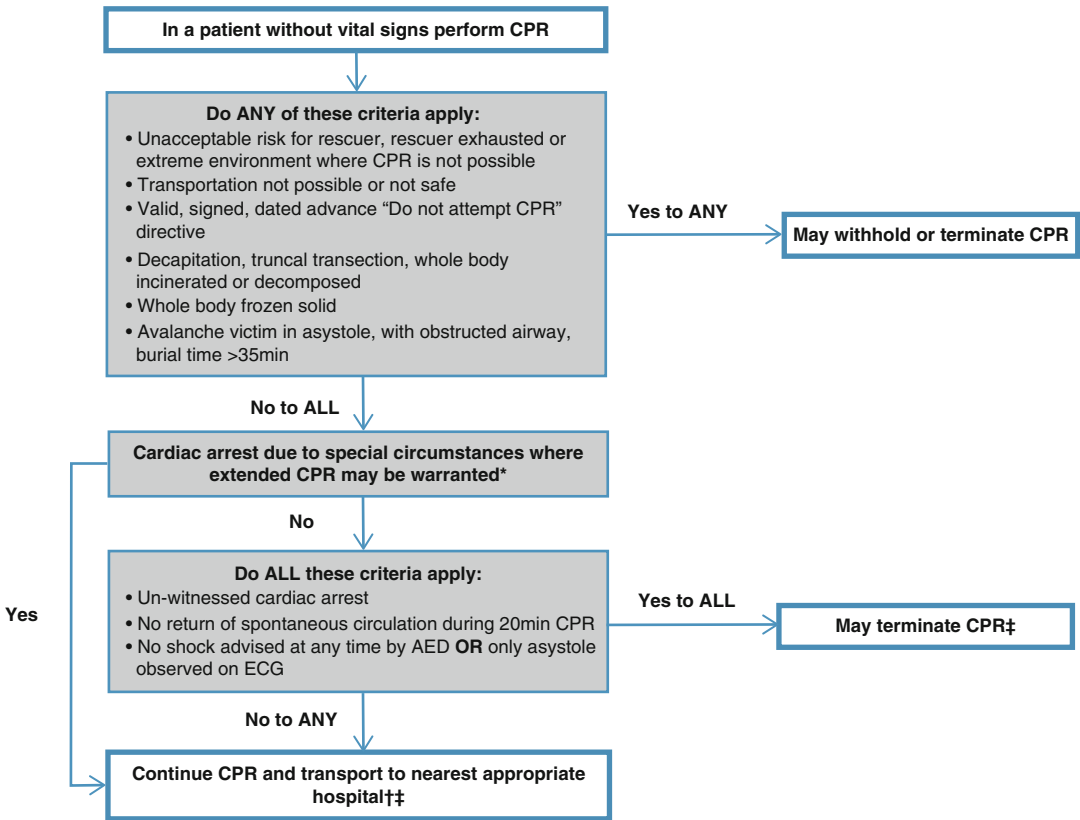 In a patient without vital signs perform CPR
Do ANY of these criteria apply:
• Unacceptable risk for rescuer, rescuer exhausted or
extreme environment where CPR is not possible
• Transportation not possible or not safe
• Valid, signed, dated advance “Do not attempt CPR”
directive
• Decapitation, truncal transection, whole body
incinerated or decomposed
• Whole body frozen solid
• Avalanche victim in asystole, with obstructed airway,
burial time >35min
Yes to ANY
May withhold or terminate CPR
No to ALL
Cardiac arrest due to special circumstances where
extended CPR may be warranted*
No
Yes
Do ALL these criteria apply:
• Un-witnessed cardiac arrest
• No return of spontaneous circulation during 20min CPR
• No shock advised at any time by AED OR only asystole
observed on ECG
Yes to ALL
May terminate CPR‡
No to ANY
Continue CPR and transport to nearest appropriate
hospital†‡